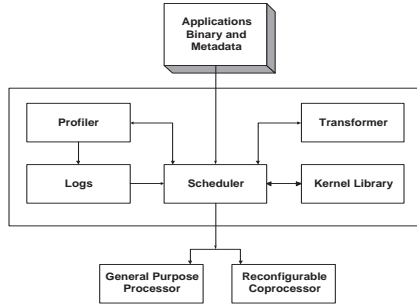 Applications
Binary and
Metadata
Profiler
Transformer
Logs
Scheduler
Kernel Library
General Purpose
Processor
Reconfigurable
Coprocessor